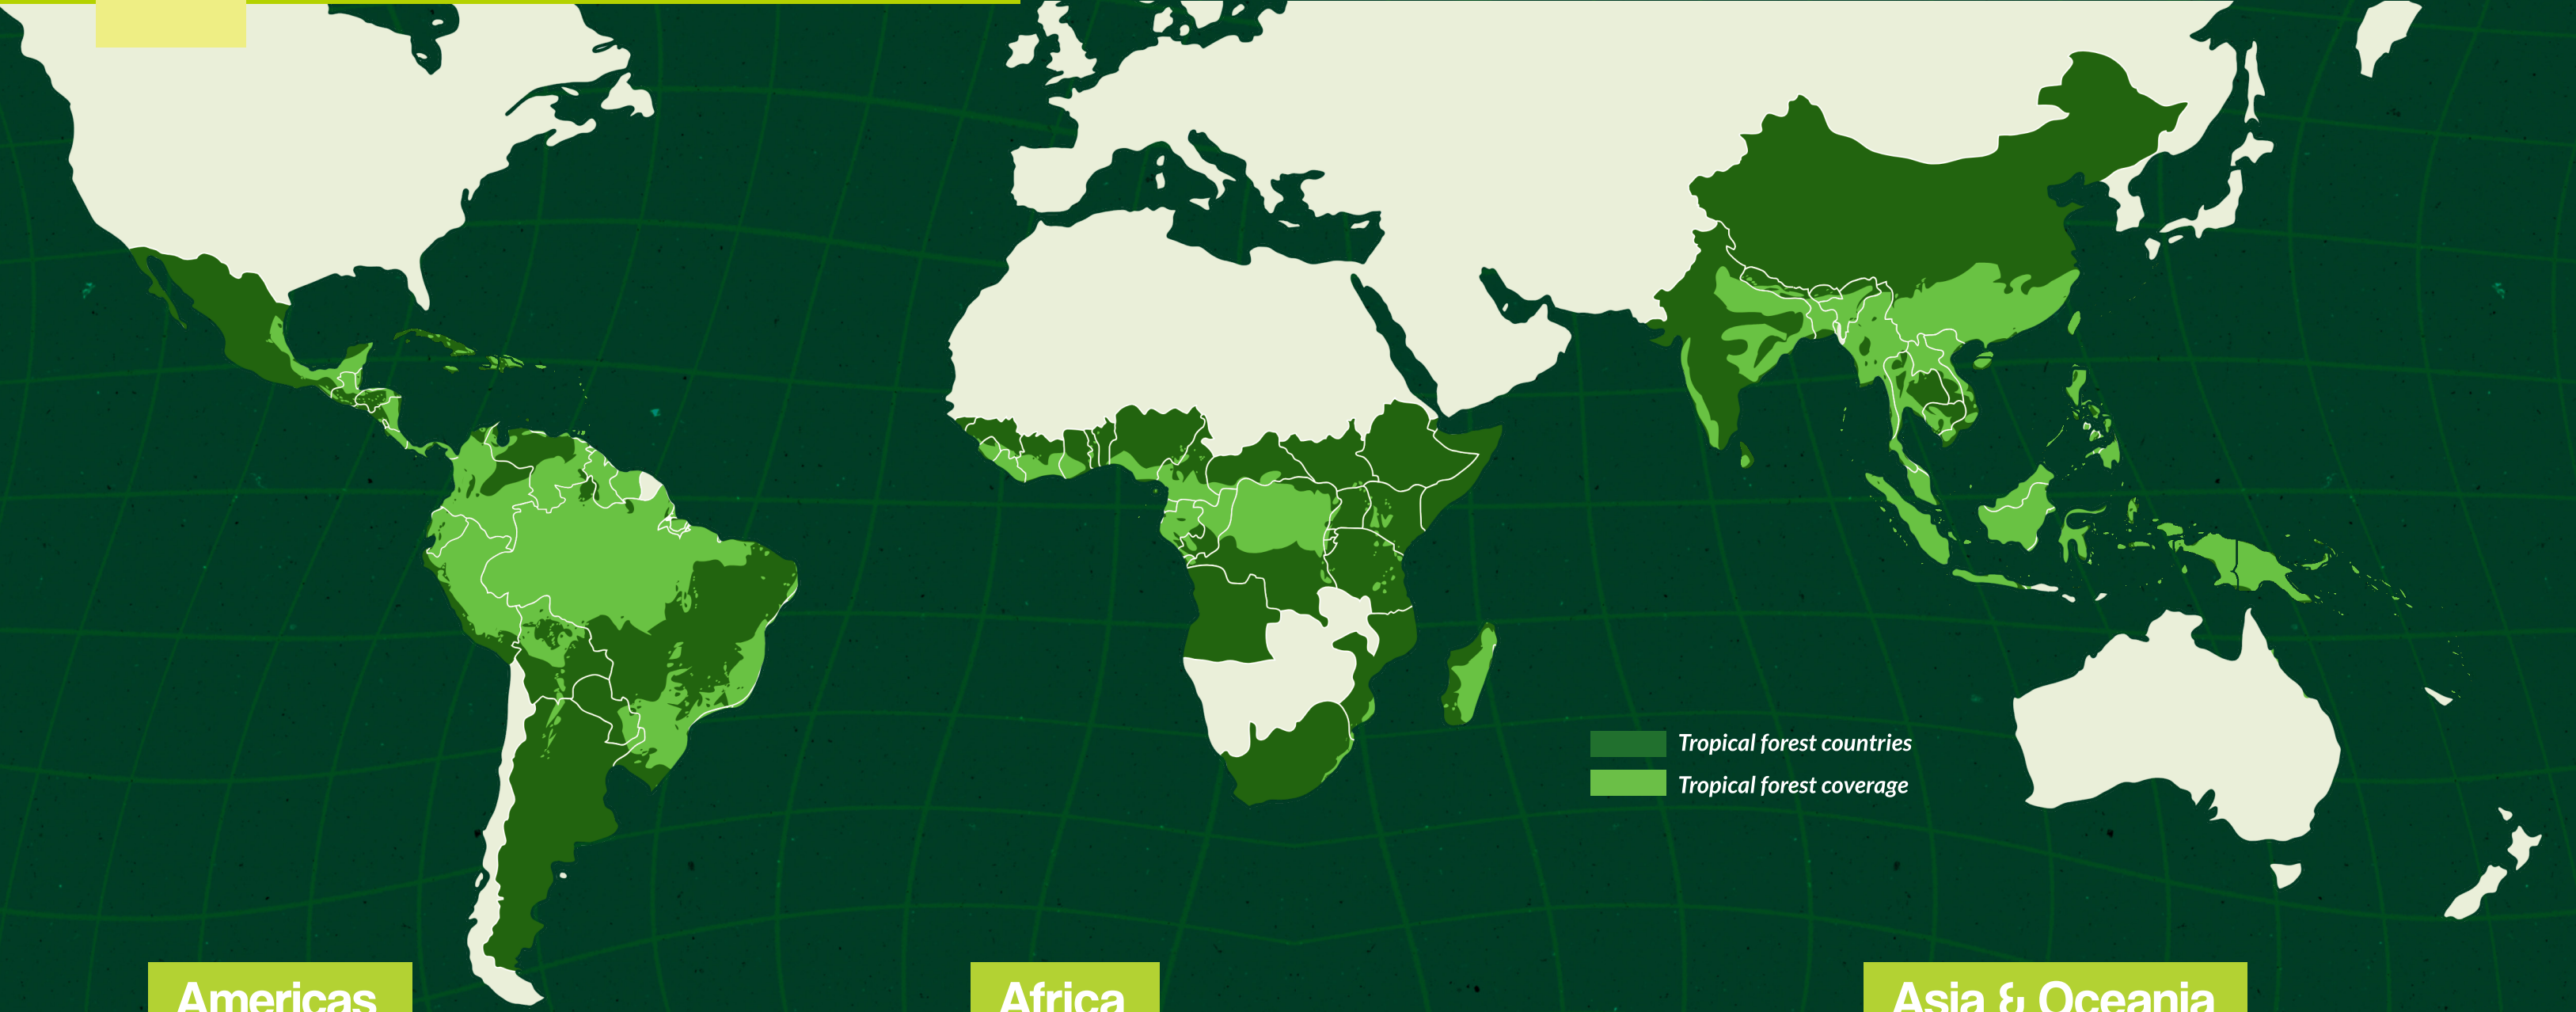 Tropical forest countries
Tropical forest coverage
Americas
Africa
Asia & Oceania